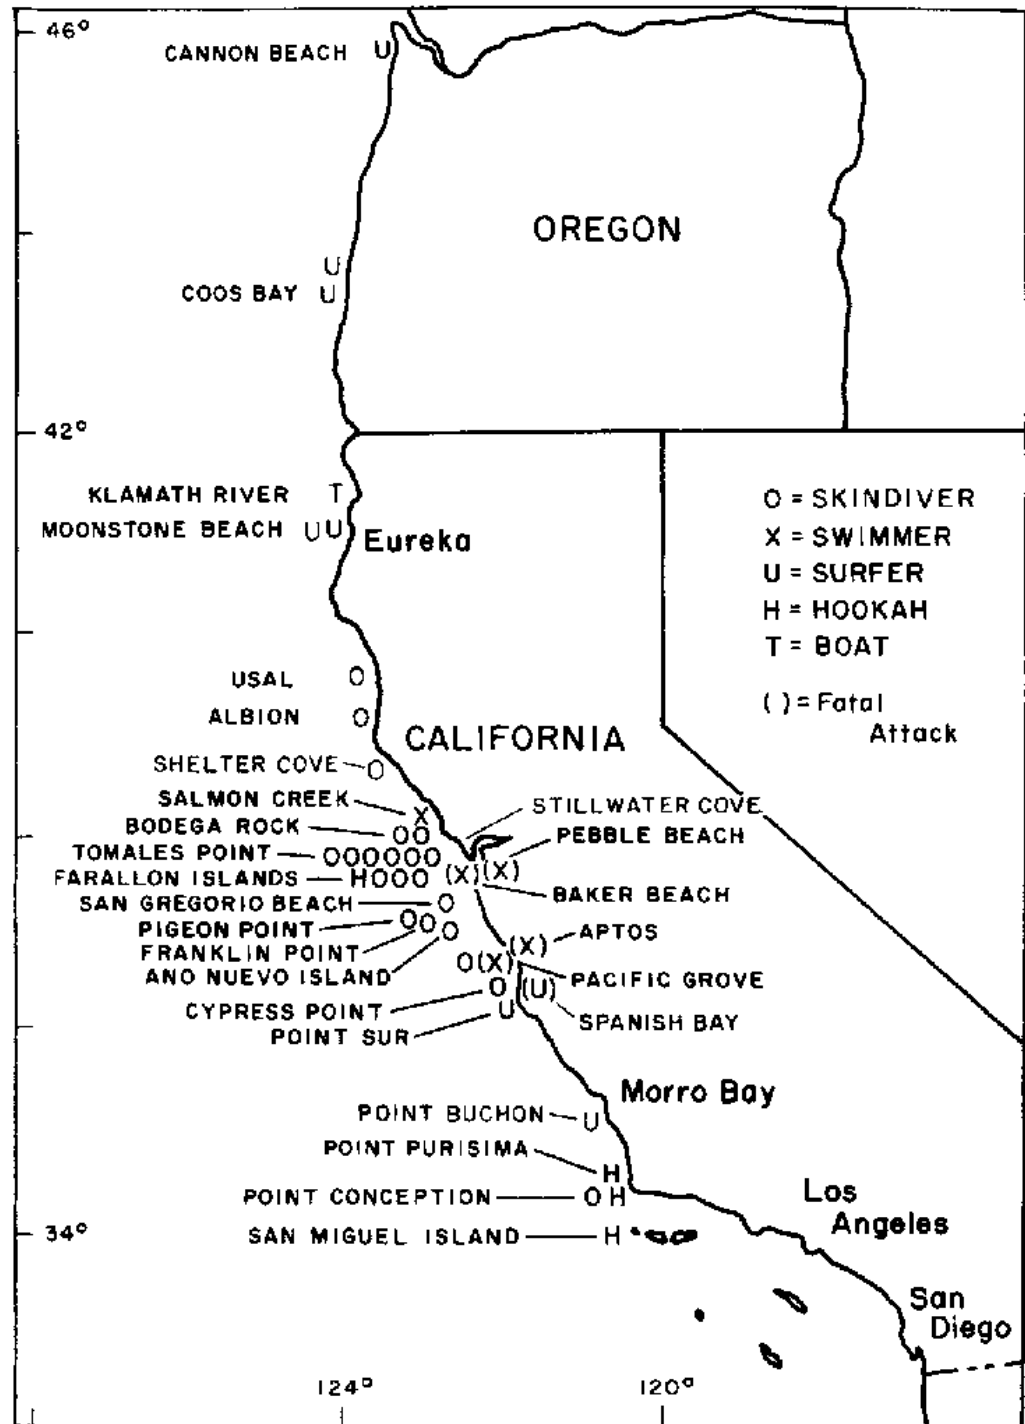 46°
CANNON BEACH U
OREGON
U
COOS BAY U
42°
KLAMATH RIVER T
MOONSTONE BEACH UU
Eureka
O = SKINDIVER
X = SWIMMER
U = SURFER
H = HOOKAH
T = BOAT
( ) = Fatal
Attack
USAL O
ALBION O
CALIFORNIA
SHELTER COVE O
SALMON CREEK X
STILLWATER COVE
BODEGA ROCK OO
PEBBLE BEACH
TOMALES POINT OOOOOO
FARALLON ISLANDS HOOO (X) (X)
BAKER BEACH
SAN GREGORIO BEACH O
PIGEON POINT OO
FRANKLIN POINT O
(X) APTOS
ANO NUEVO ISLAND
O(X) PACIFIC GROVE
CYPRESS POINT O (U)
POINT SUR U
SPANISH BAY
Morro Bay
POINT BUCHON U
POINT PURISIMA H
POINT CONCEPTION OH
Los
Angeles
34°
SAN MIGUEL ISLAND H
San
Diego
124°
120°